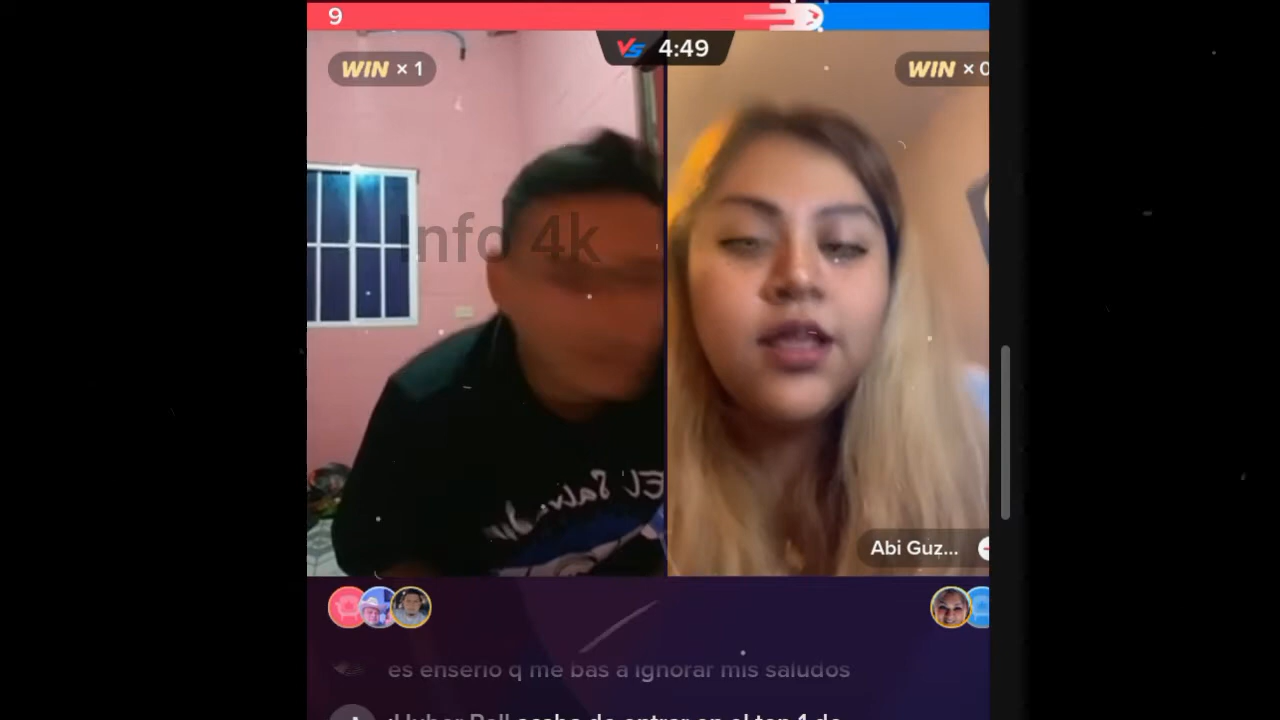 9
VS 4:49
WIN × 1
WIN × 0
Info 4k
El Salvador
Abi Guz...
es enserio q me bas a ignorar mis saludos